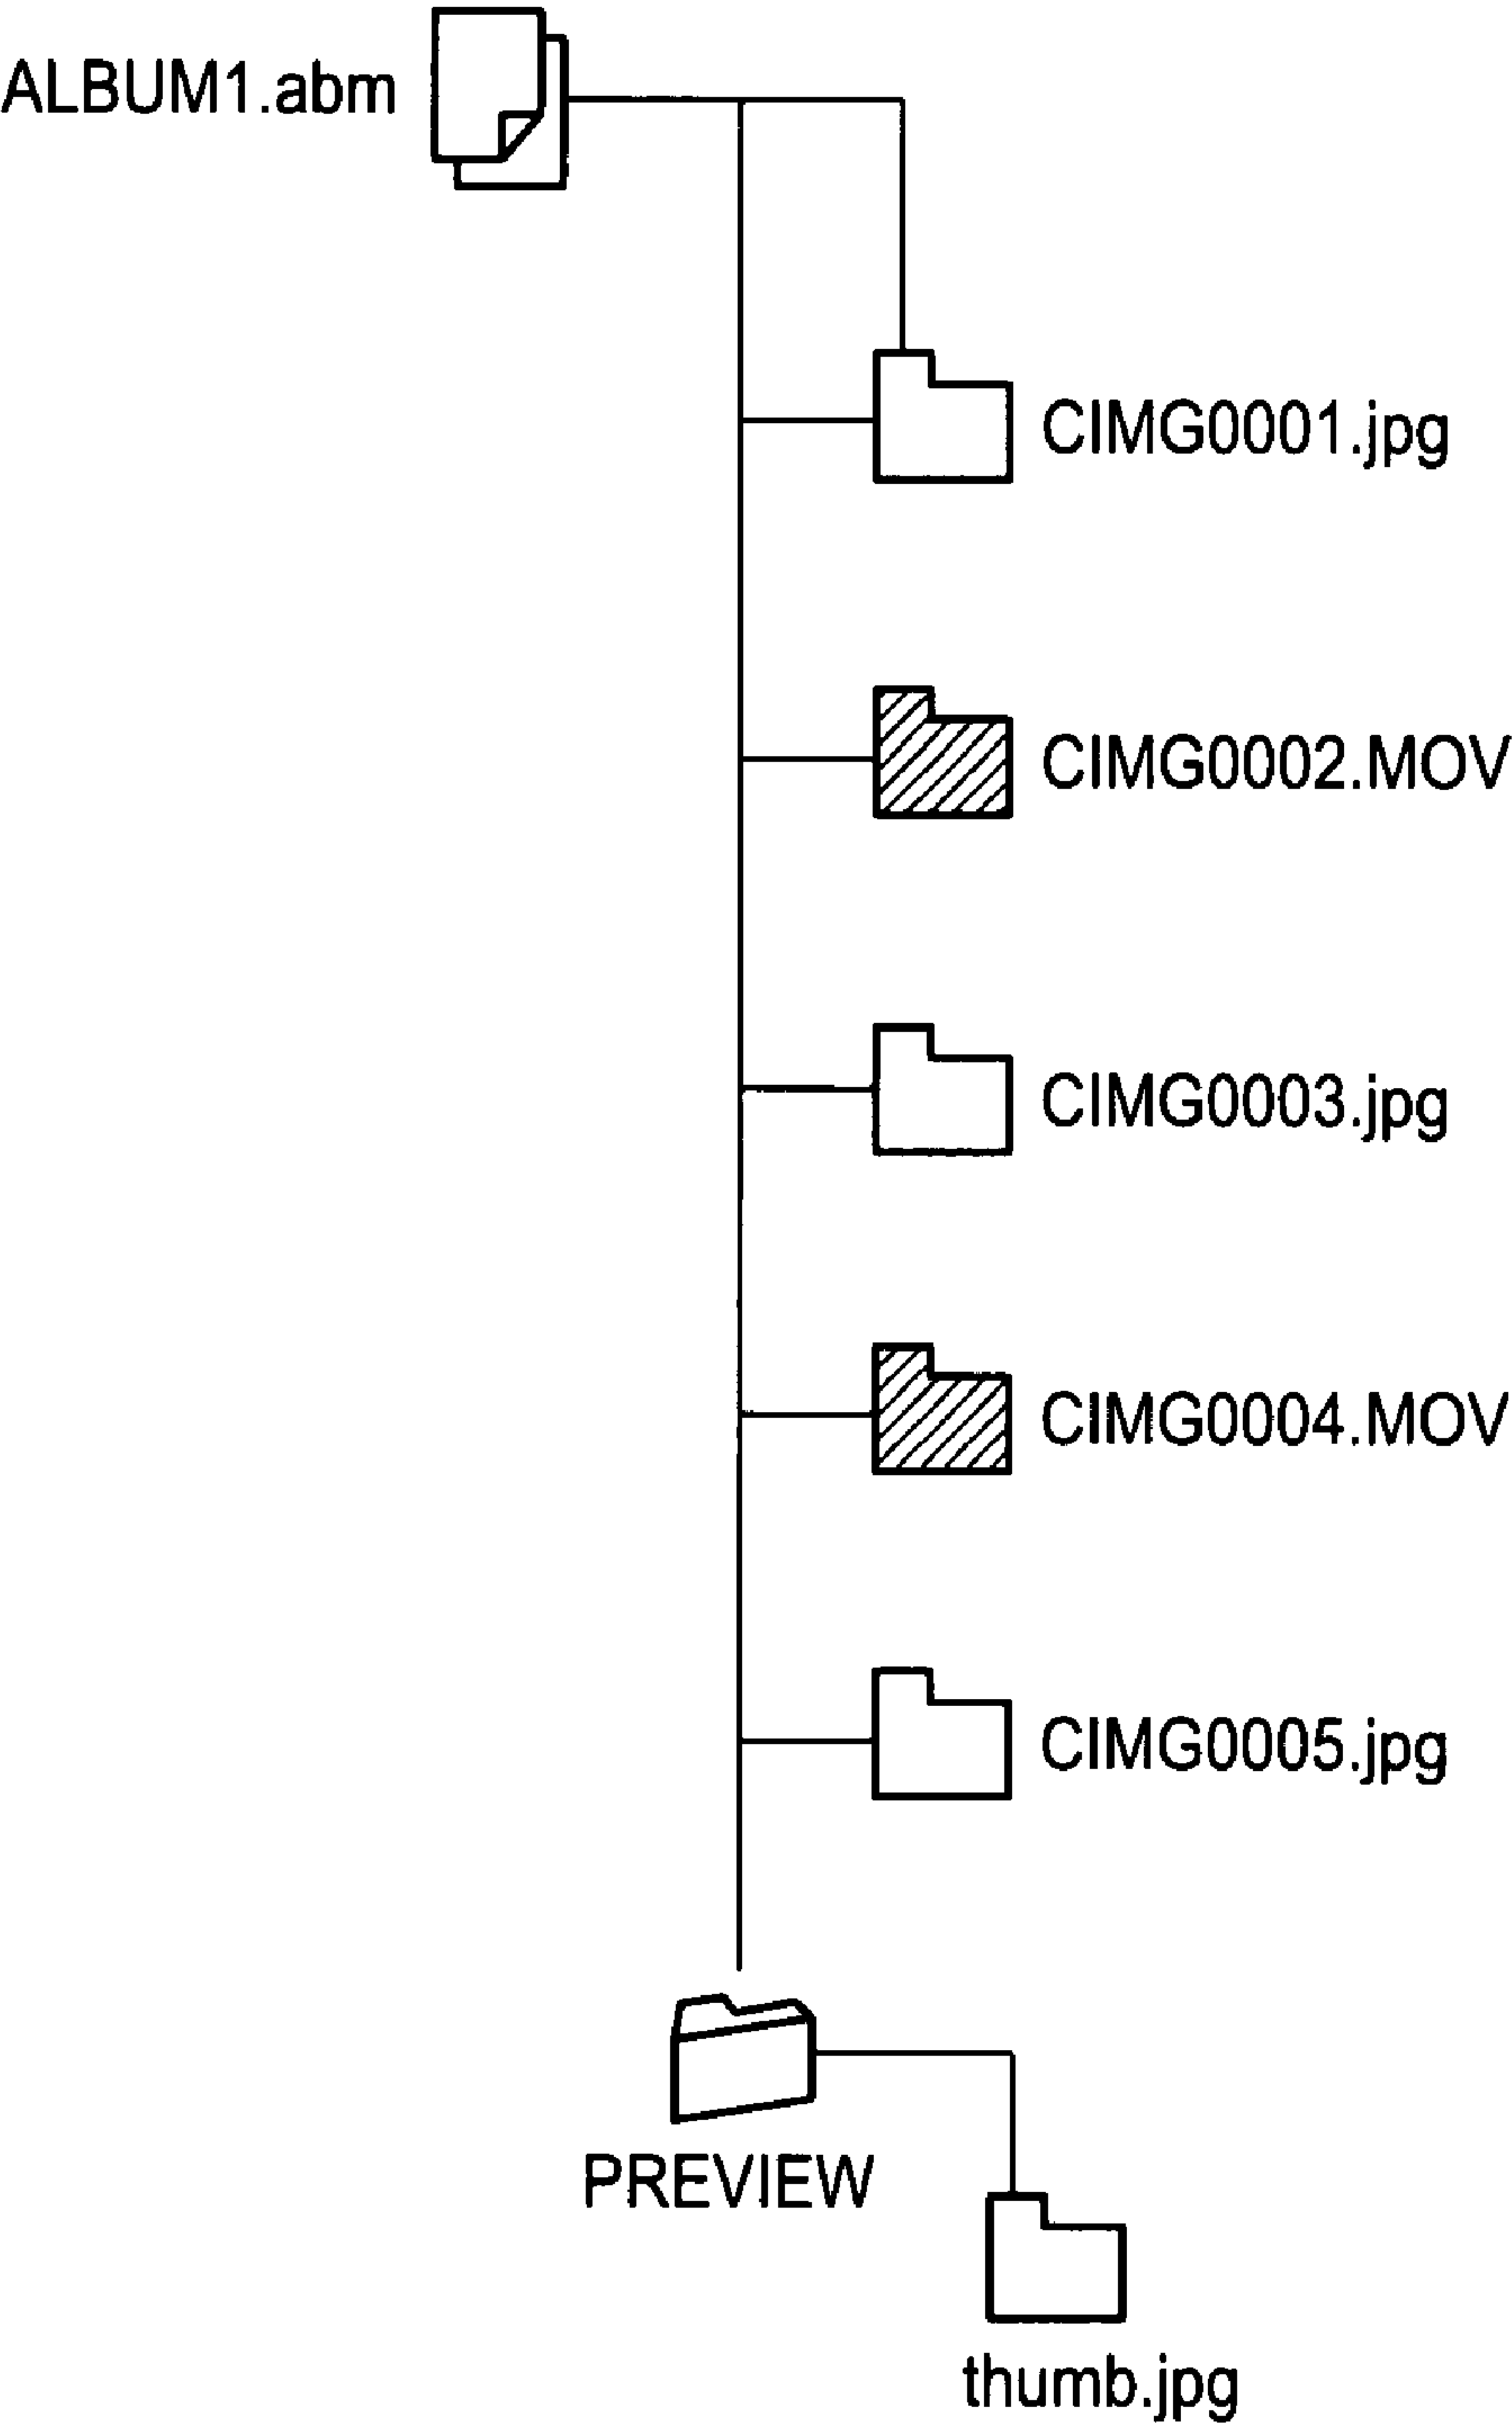 ALBUM1.abm
CIMG0001.jpg
CIMG0002.MOV
CIMG0003.jpg
CIMG0004.MOV
CIMG0005.jpg
PREVIEW
thumb.jpg